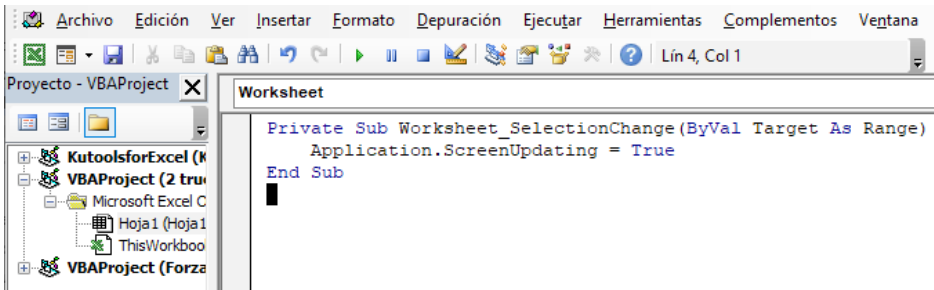 Archivo Edición Ver Insertar Formato Depuración Ejecutar Herramientas Complementos Ventana
Lín 4, Col 1
Proyecto - VBAProject
Worksheet
Private Sub Worksheet_SelectionChange(ByVal Target As Range)
Application.ScreenUpdating = True
End Sub
KutoolsforExcel (K
VBAProject (2 tru
Microsoft Excel O
Hoja1 (Hoja1
ThisWorkboo
VBAProject (Forza